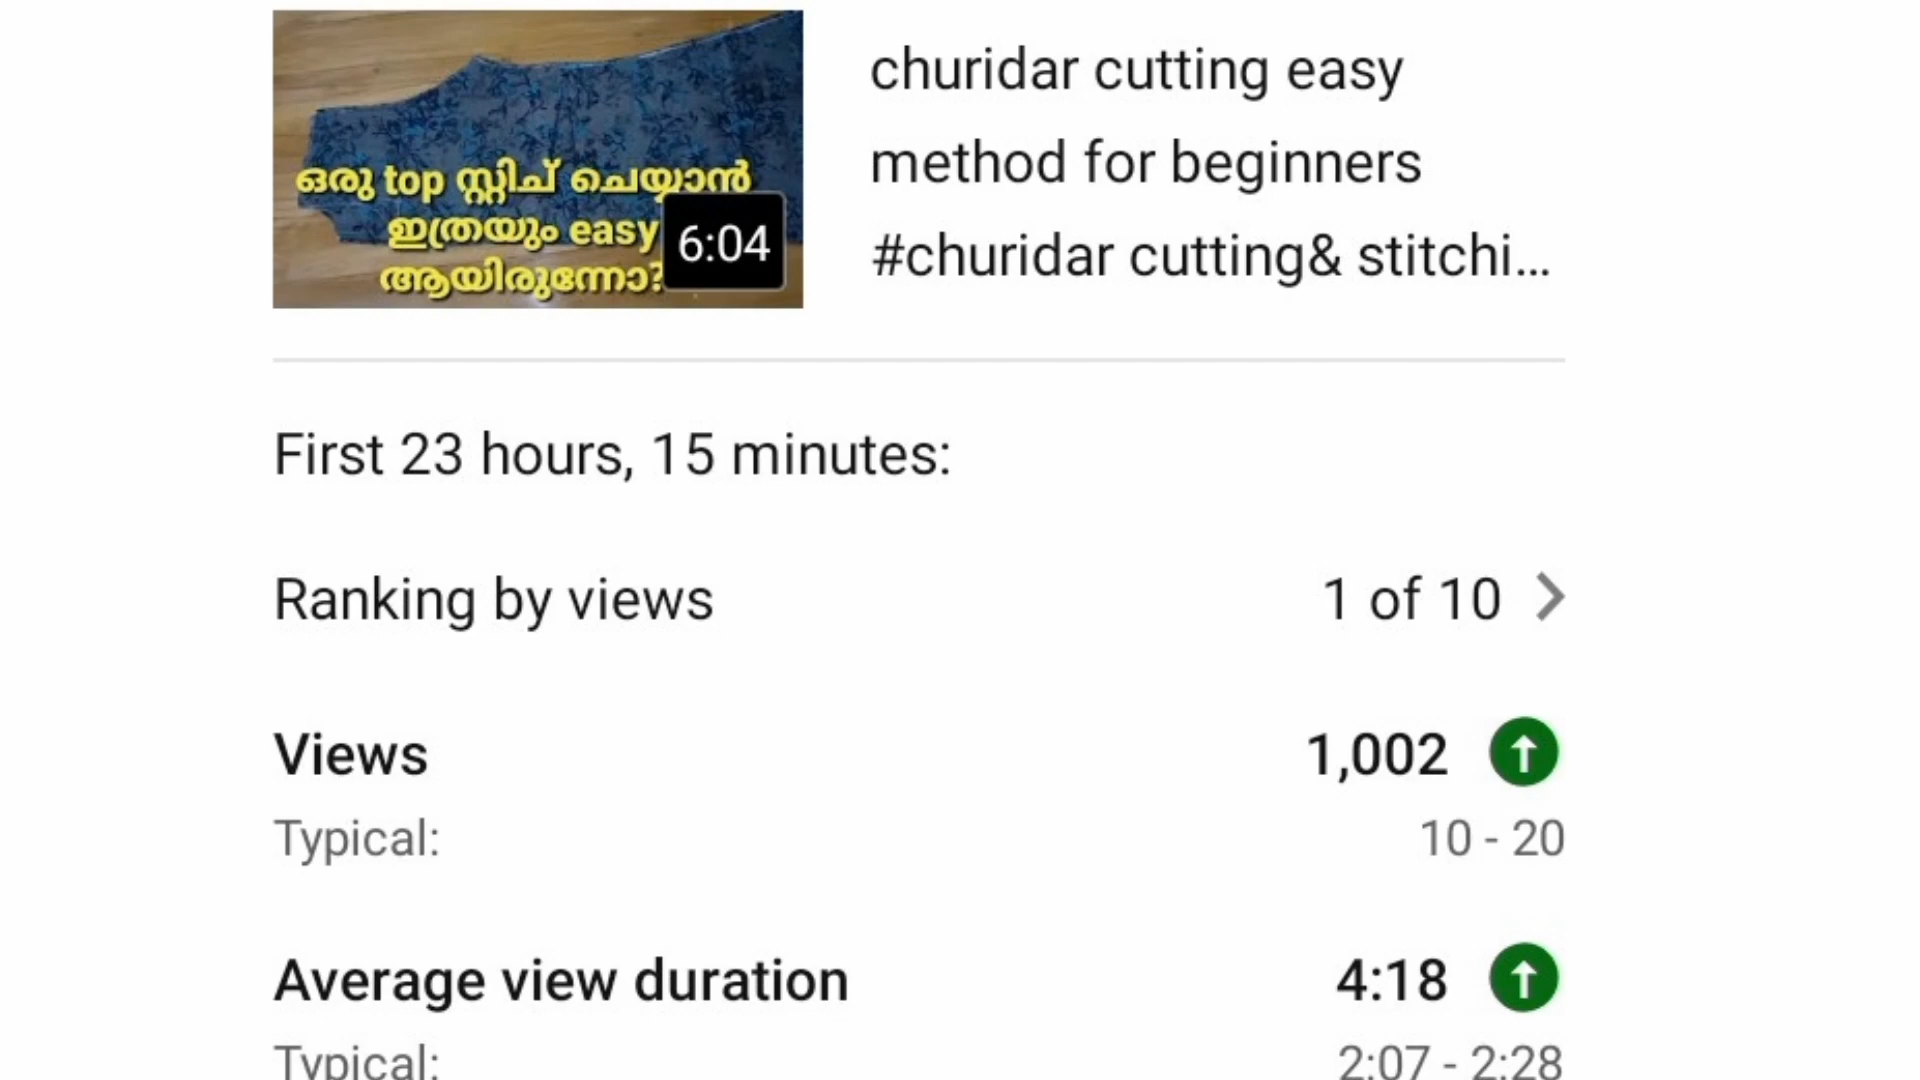 ഒരു top സ്റ്റിച് ചെയ്യാൻ
ഇത്രയും easy
ആയിരുന്നോ?
6:04
churidar cutting easy
method for beginners
#churidar cutting& stitchi...
First 23 hours, 15 minutes:
Ranking by views 1 of 10
Views 1,002
Typical: 10 - 20
Average view duration 4:18
Typical: 2:07 - 2:28